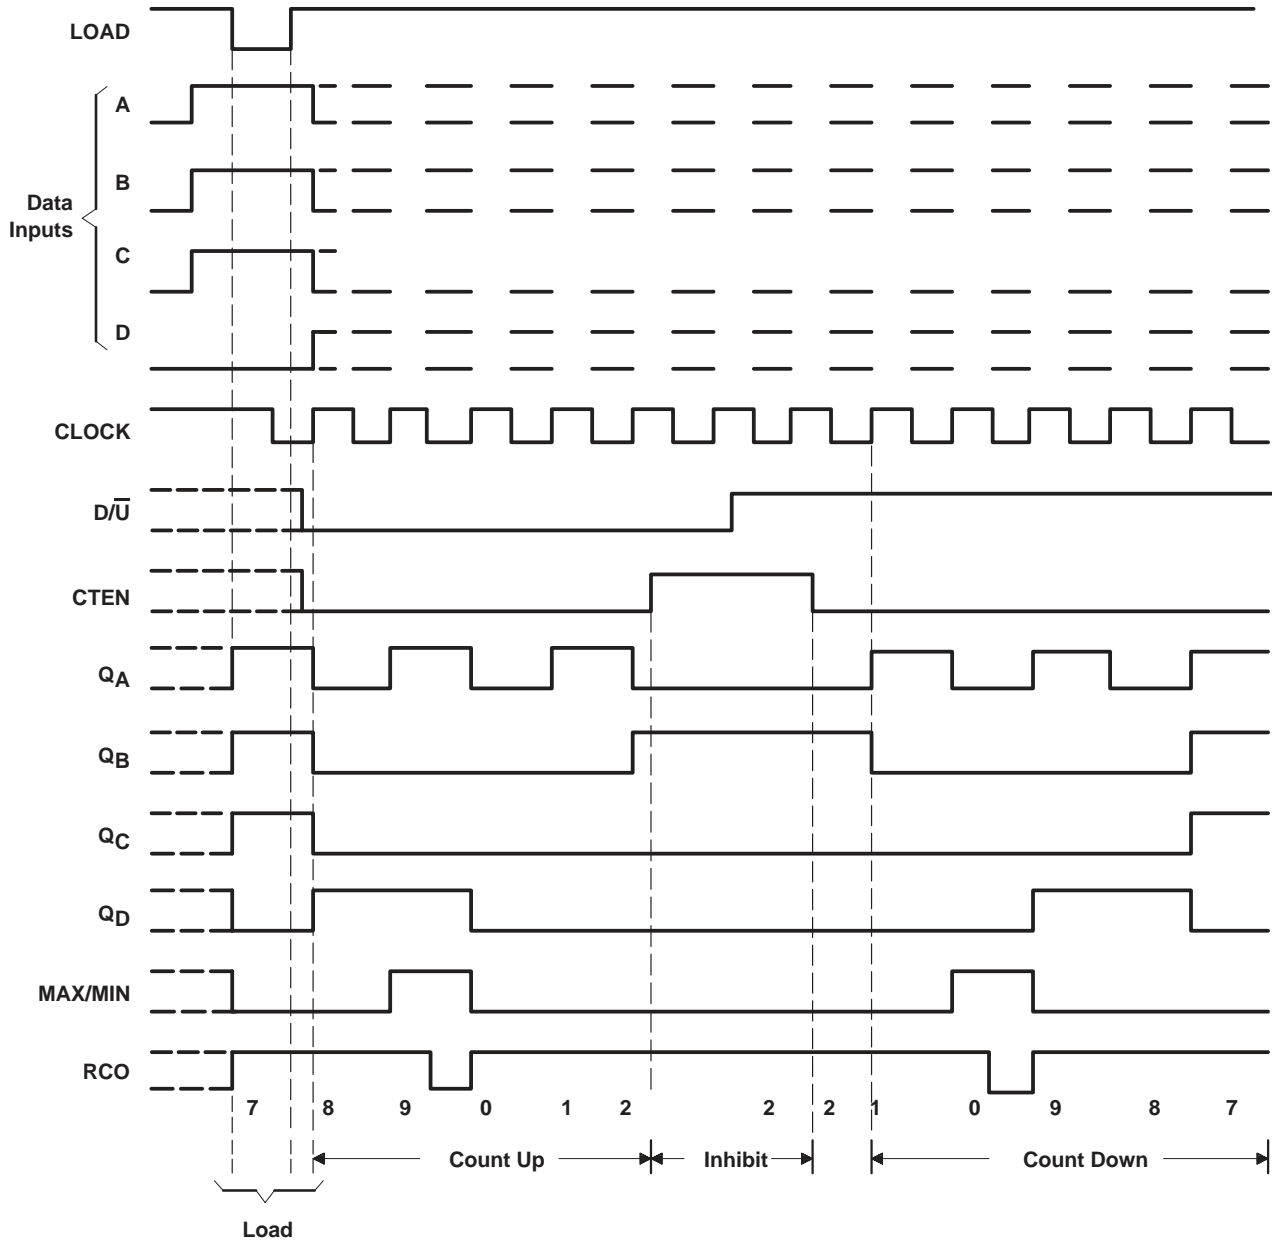 LOAD
A
B
Data
Inputs
C
D
CLOCK
D/U̅
CTEN
QA
QB
QC
QD
MAX/MIN
RCO
7 8 9 0 1 2 2 2 1 0 9 8 7
Count Up Inhibit Count Down
Load